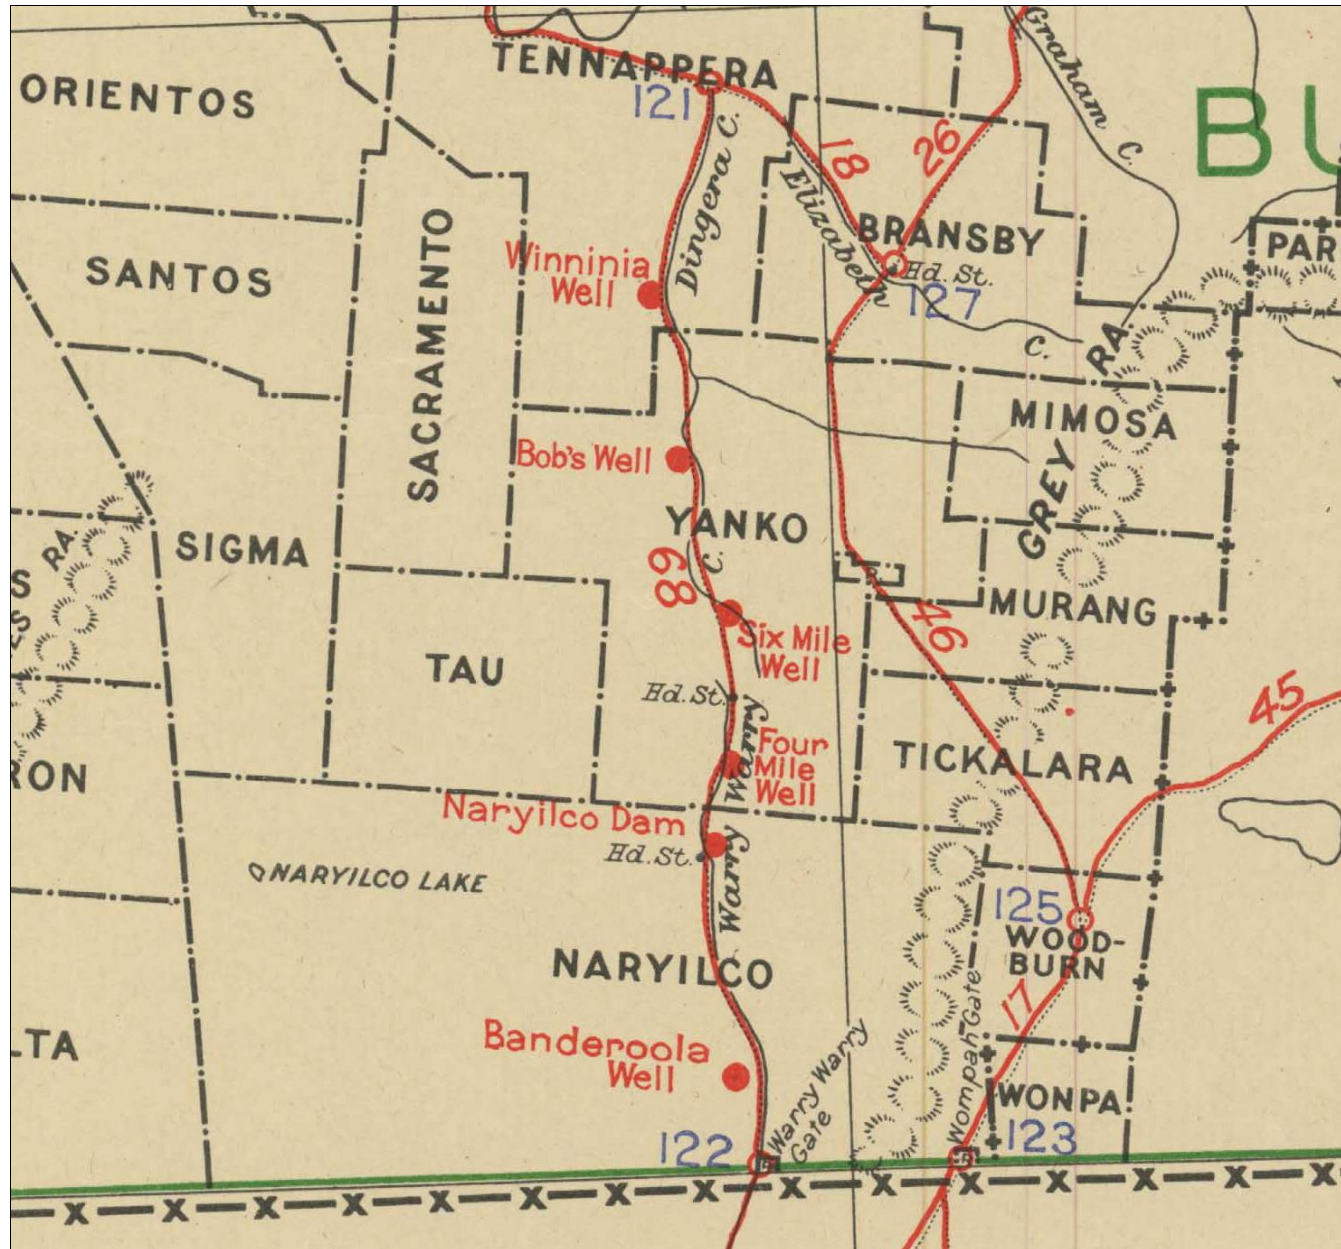 Graham C.
TENNAPPERA
ORIENTOS
121
BU
18
26
Dingera C.
Elizabeth
C.
BRANSBY
Hd. St.
127
PAR
SANTOS
SACRAMENTO
Winninia
Well
GREY RA.
MIMOSA
Bob's Well
YANKO
SIGMA
RA.
68
C.
46
MURANG
Six Mile
Well
TAU
Hd. St.
45
Four
Mile
Well
TICKALARA
RON
Naryilco Dam
Hd. St.
Warry Warry
NARYILCO LAKE
125
WOOD-
BURN
NARYILCO
17
Banderoola
Well
LTA
Warry Warry
Gate
Wompah Gate
WONPA
122
123
X X X X X X X X X X X X X X X